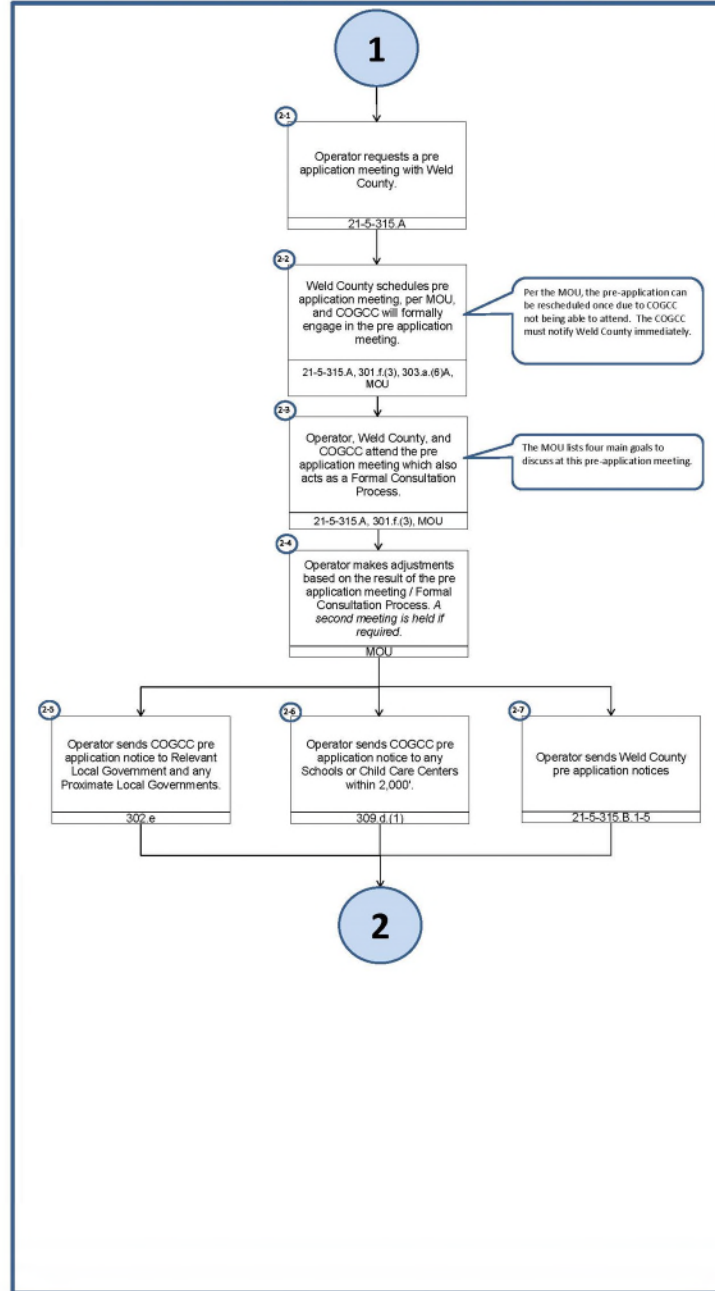 1
2-1
Operator requests a pre
application meeting with Weld
County.
21-5-315.A
2-2
Weld County schedules pre
application meeting, per MOU,
and COGCC will formally
engage in the pre application
meeting.
21-5-315.A, 301.f.(3), 303.a.(6)A,
MOU
Per the MOU, the pre-application can
be rescheduled once due to COGCC
not being able to attend. The COGCC
must notify Weld County immediately.
2-3
Operator, Weld County, and
COGCC attend the pre
application meeting which also
acts as a Formal Consultation
Process.
21-5-315.A, 301.f.(3), MOU
The MOU lists four main goals to
discuss at this pre-application meeting.
2-4
Operator makes adjustments
based on the result of the pre
application meeting / Formal
Consultation Process. A
second meeting is held if
required.
MOU
2-5
Operator sends COGCC pre
application notice to Relevant
Local Government and any
Proximate Local Governments.
302.e
2-6
Operator sends COGCC pre
application notice to any
Schools or Child Care Centers
within 2,000'.
309.d.(1)
2-7
Operator sends Weld County
pre application notices
21-5-315.B.1-5
2